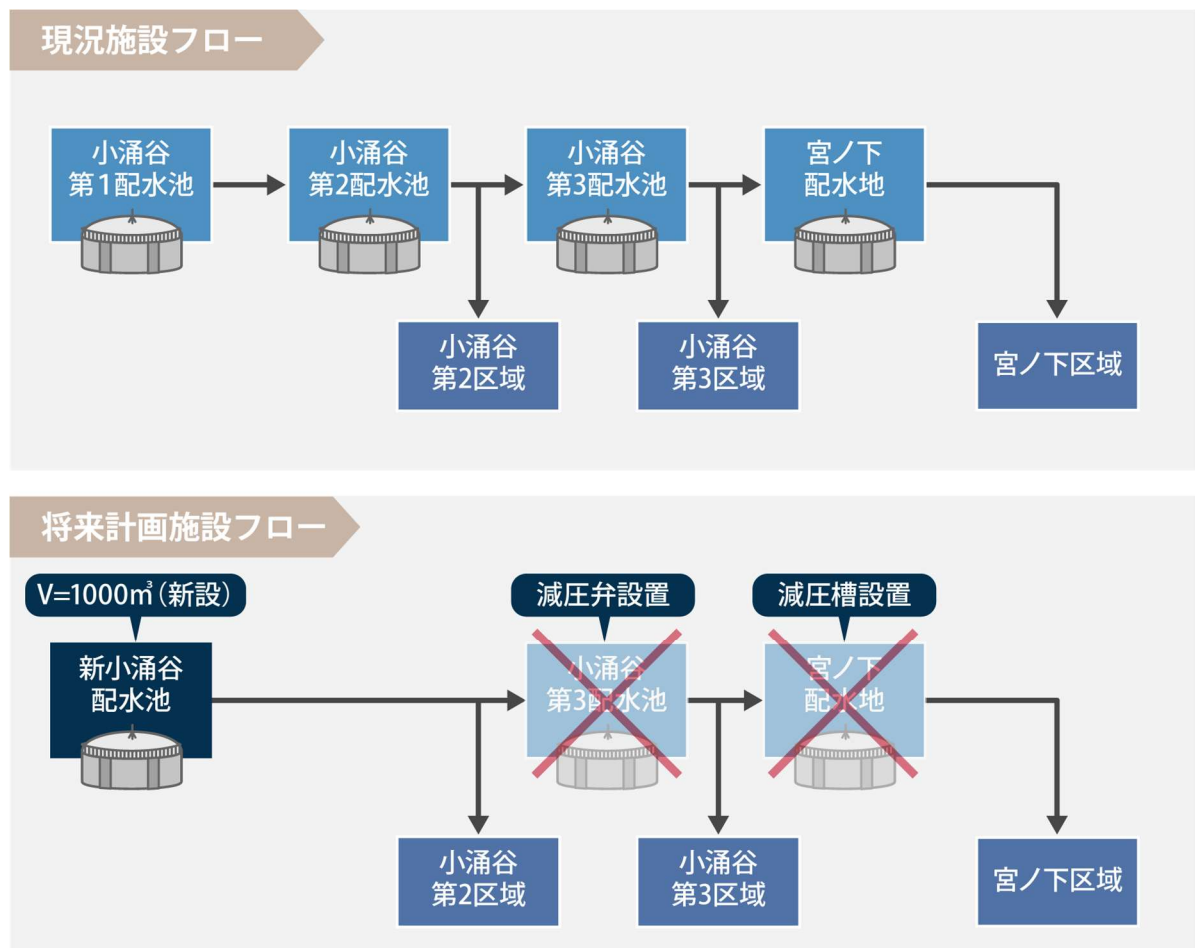 現況施設フロー
小涌谷
第１配水池
小涌谷
第2配水池
小涌谷
第3配水池
宮ノ下
配水地
小涌谷
第2区域
小涌谷
第3区域
宮ノ下区域
将来計画施設フロー
V=1000㎥（新設）
減圧弁設置
減圧槽設置
新小涌谷
配水池
小涌谷
第3配水池
宮ノ下
配水地
小涌谷
第2区域
小涌谷
第3区域
宮ノ下区域